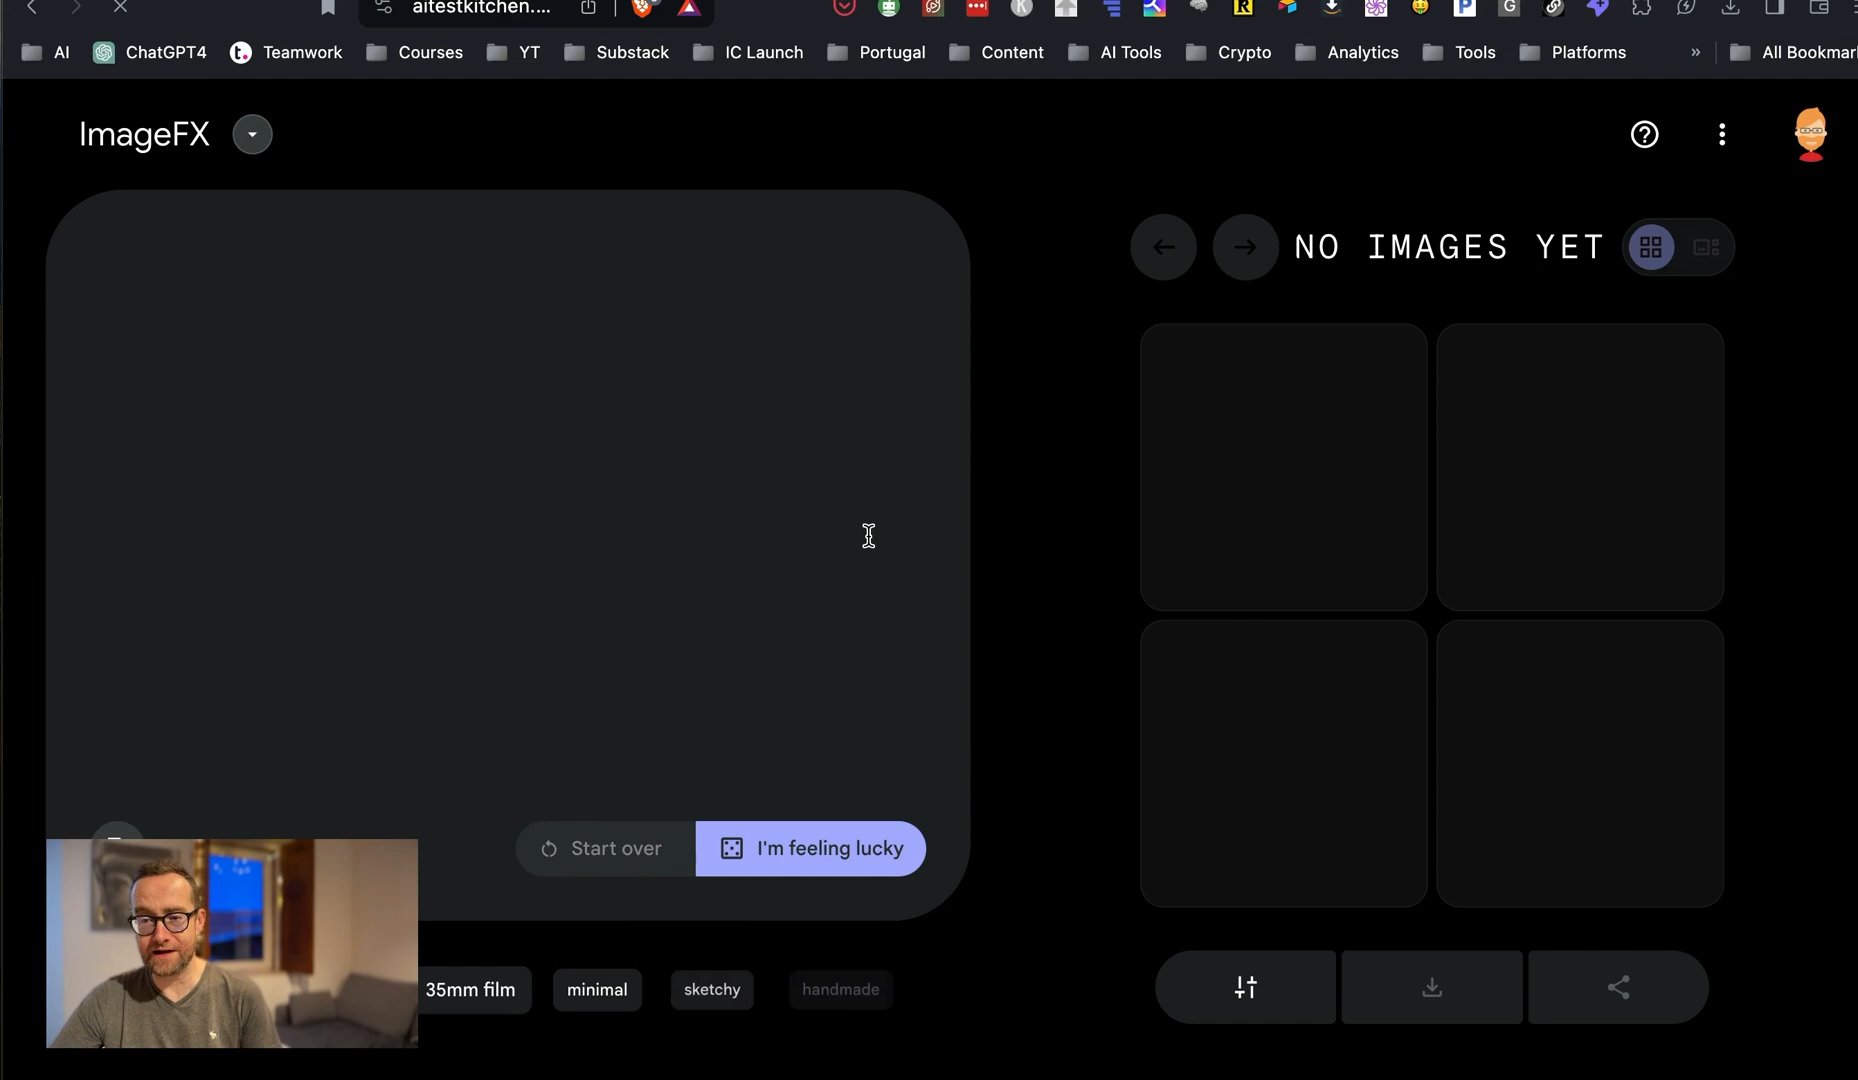 aitestkitchen....
AI ChatGPT4 Teamwork Courses YT Substack IC Launch Portugal Content AI Tools Crypto Analytics Tools Platforms » All Bookmar
ImageFX
NO IMAGES YET
Start over I'm feeling lucky
35mm film minimal sketchy handmade